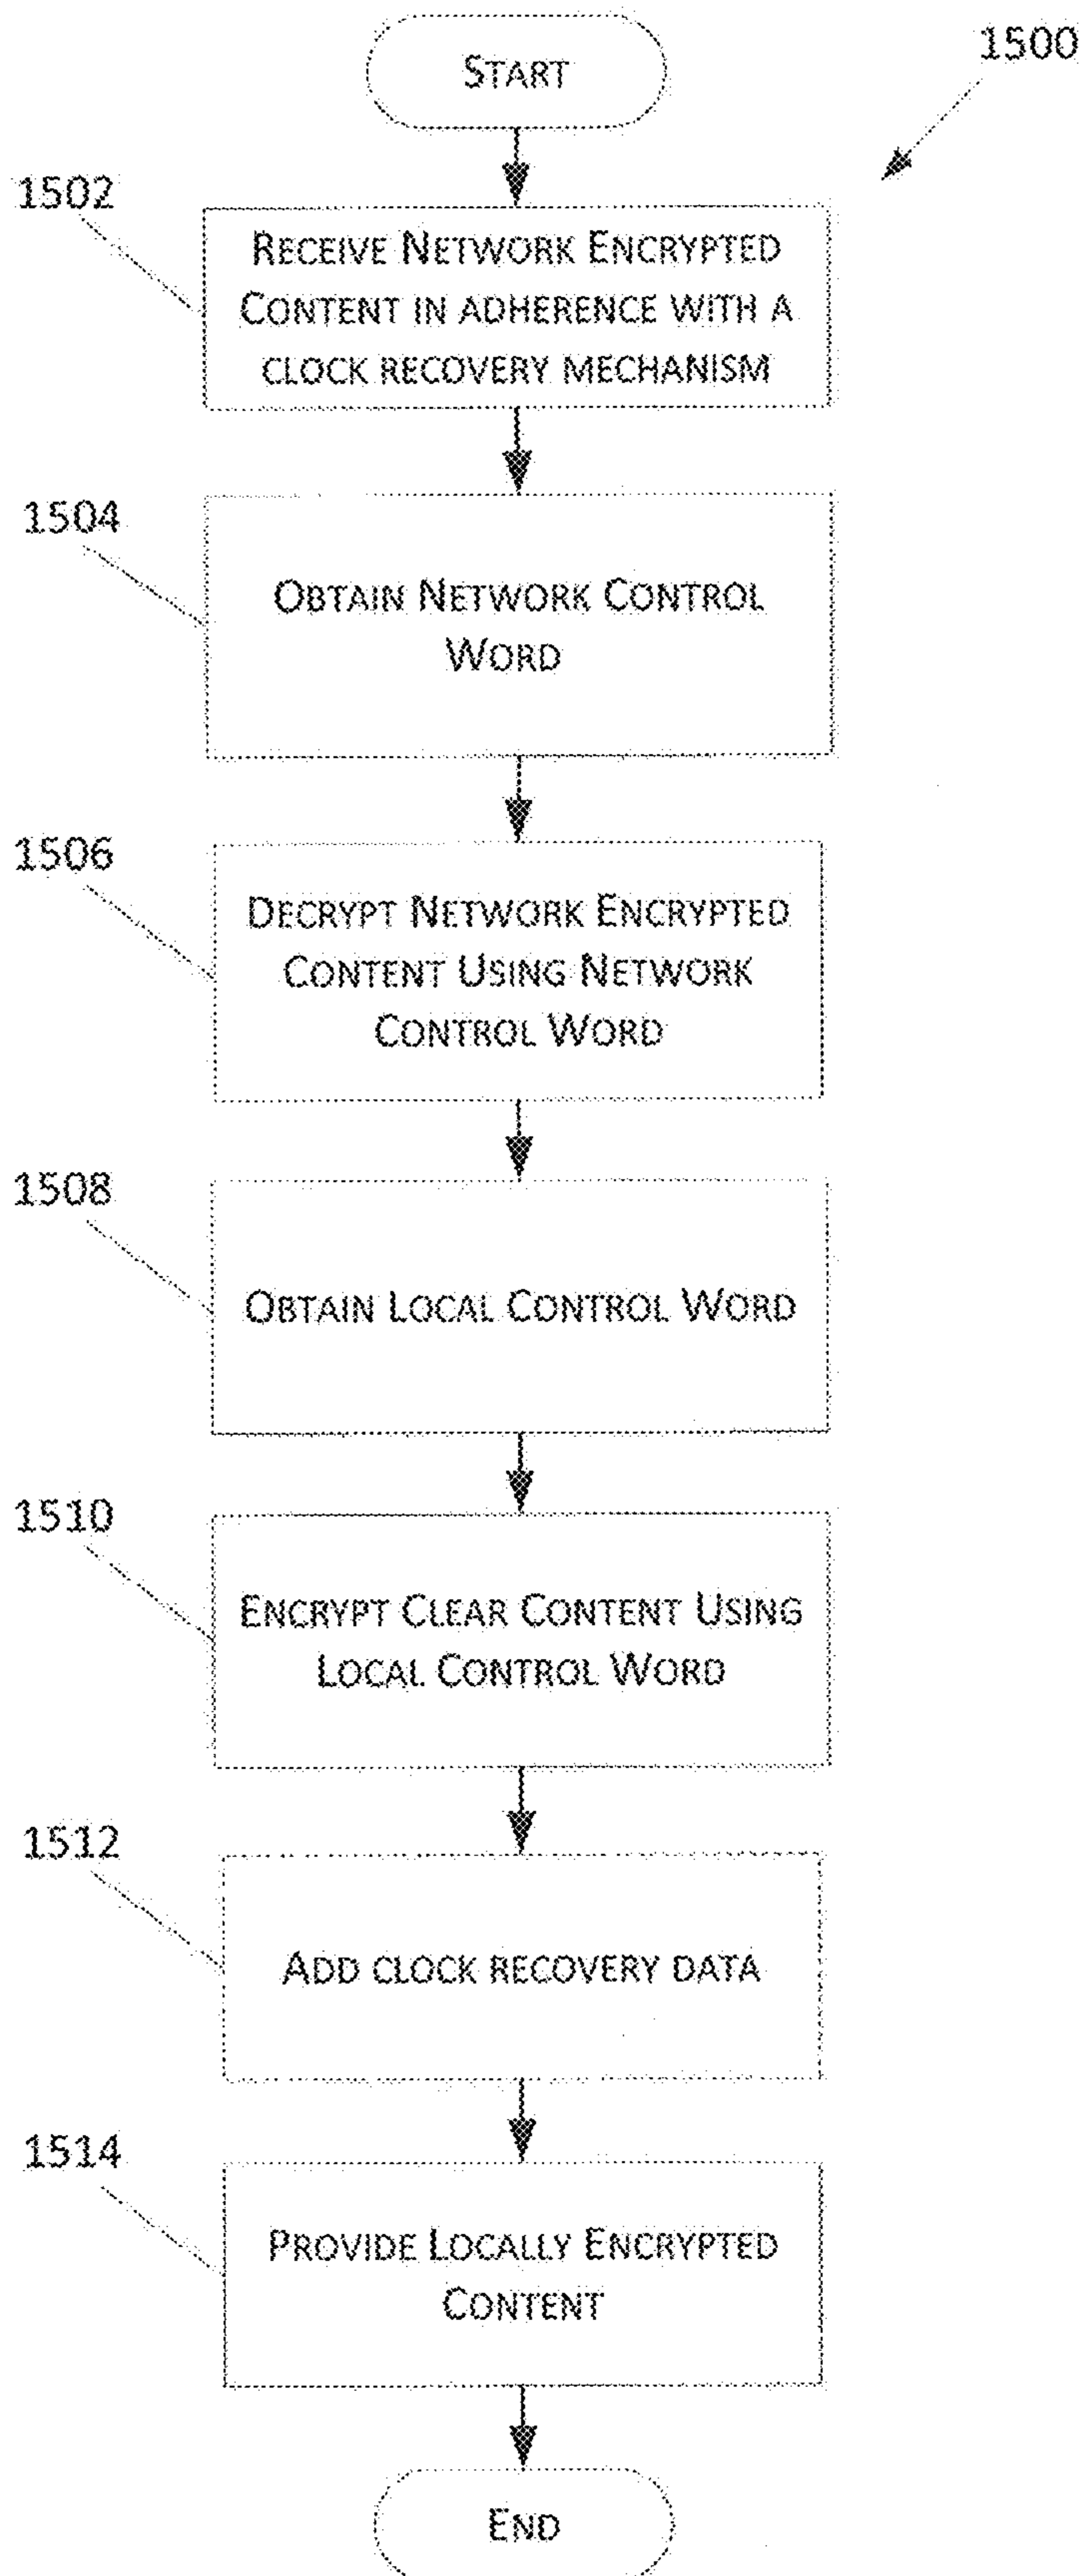 START
1500
1502
RECEIVE NETWORK ENCRYPTED
CONTENT IN ADHERENCE WITH A
CLOCK RECOVERY MECHANISM
1504
OBTAIN NETWORK CONTROL
WORD
1506
DECRYPT NETWORK ENCRYPTED
CONTENT USING NETWORK
CONTROL WORD
1508
OBTAIN LOCAL CONTROL WORD
1510
ENCRYPT CLEAR CONTENT USING
LOCAL CONTROL WORD
1512
ADD CLOCK RECOVERY DATA
1514
PROVIDE LOCALLY ENCRYPTED
CONTENT
END